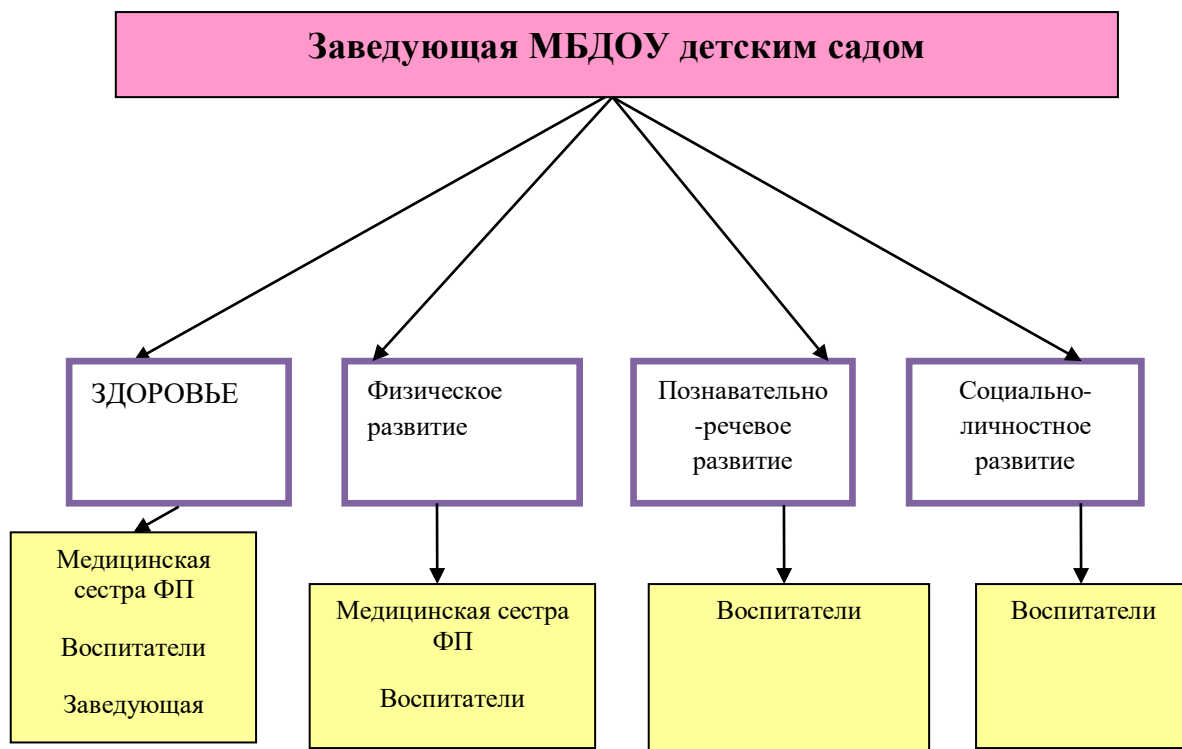 Заведующая МБДОУ детским садом
ЗДОРОВЬЕ
Физическое
развитие
Познавательно
-речевое
развитие
Социально-
личностное
развитие
Медицинская
сестра ФП
Воспитатели
Заведующая
Медицинская сестра
ФП
Воспитатели
Воспитатели
Воспитатели